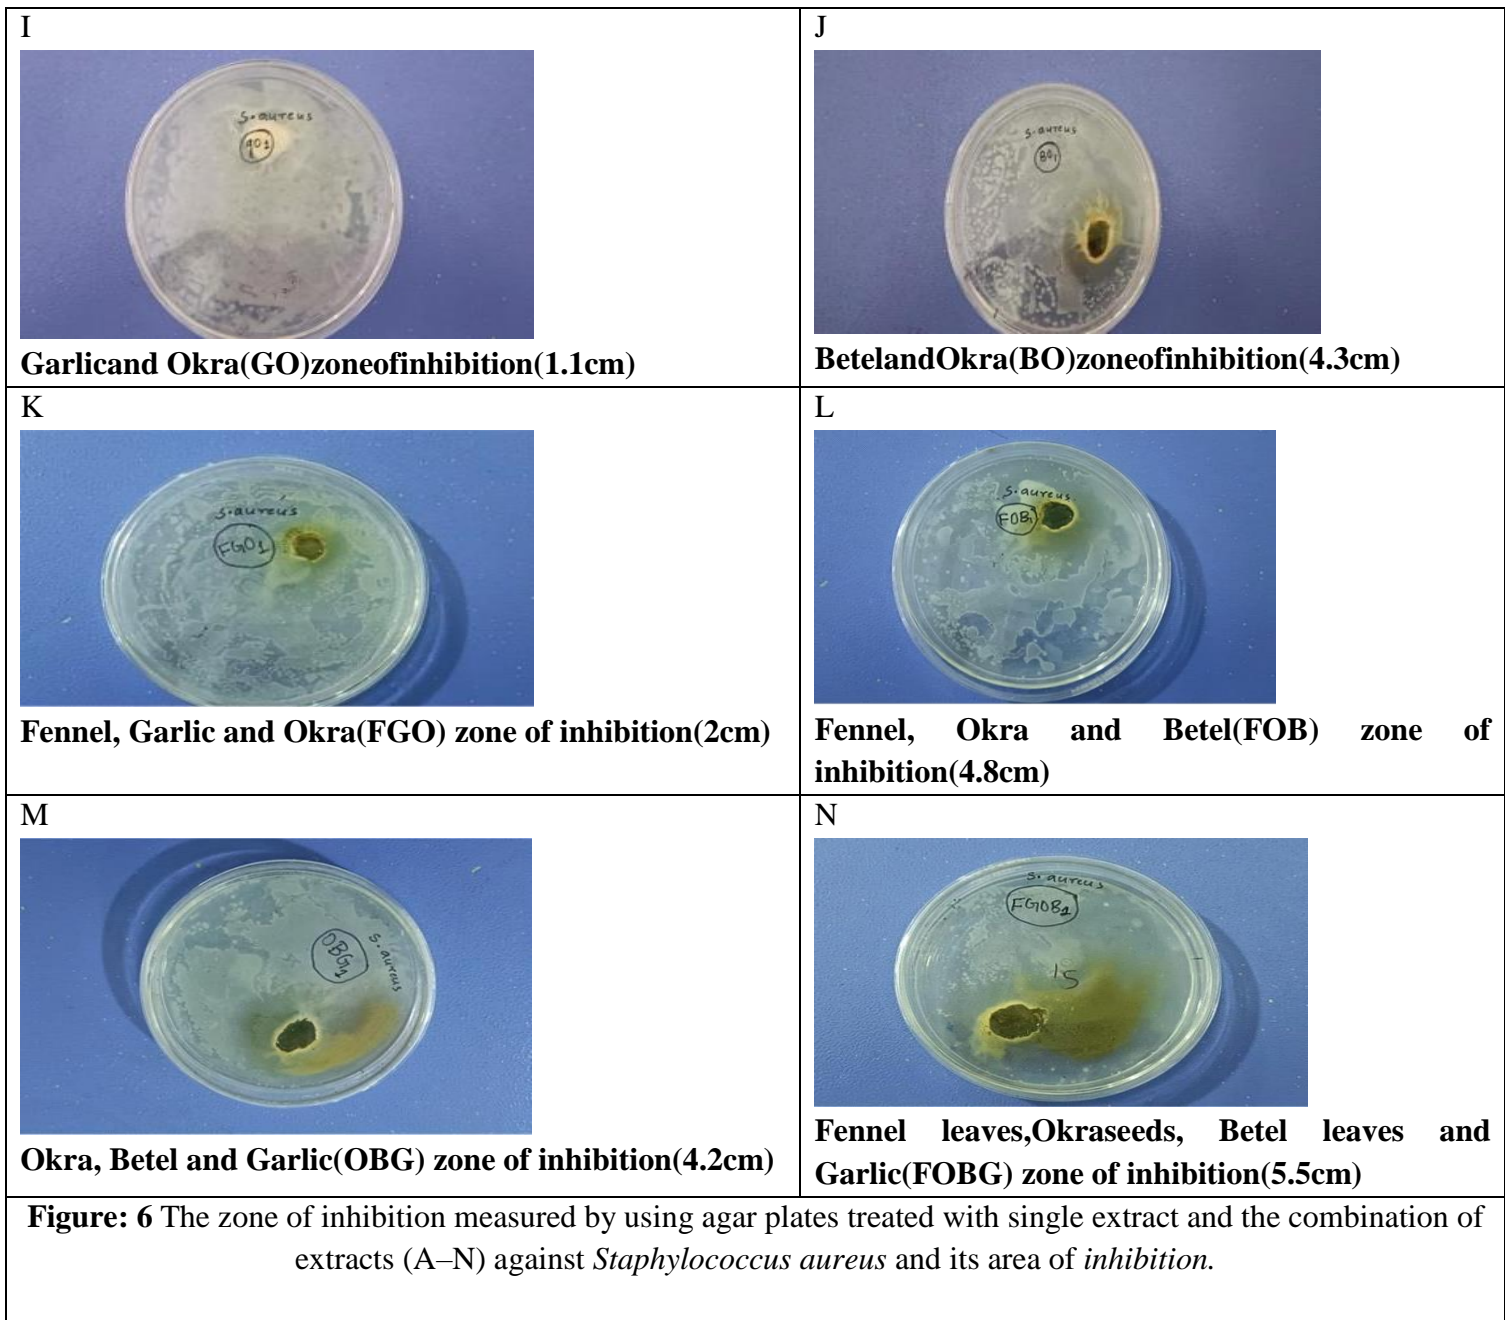 I
S. aureus
GO1
Garlicand Okra(GO)zoneofinhibition(1.1cm)
J
S. aureus
BO1
BetelandOkra(BO)zoneofinhibition(4.3cm)
K
S. aureus
FGO1
Fennel, Garlic and Okra(FGO) zone of inhibition(2cm)
L
S. aureus
FOB1
Fennel, Okra and Betel(FOB) zone of
inhibition(4.8cm)
M
OBG1
S. aureus
Okra, Betel and Garlic(OBG) zone of inhibition(4.2cm)
N
S. aureus
FGOB1
15
Fennel leaves,Okraseeds, Betel leaves and
Garlic(FOBG) zone of inhibition(5.5cm)
Figure: 6 The zone of inhibition measured by using agar plates treated with single extract and the combination of
extracts (A–N) against Staphylococcus aureus and its area of inhibition.